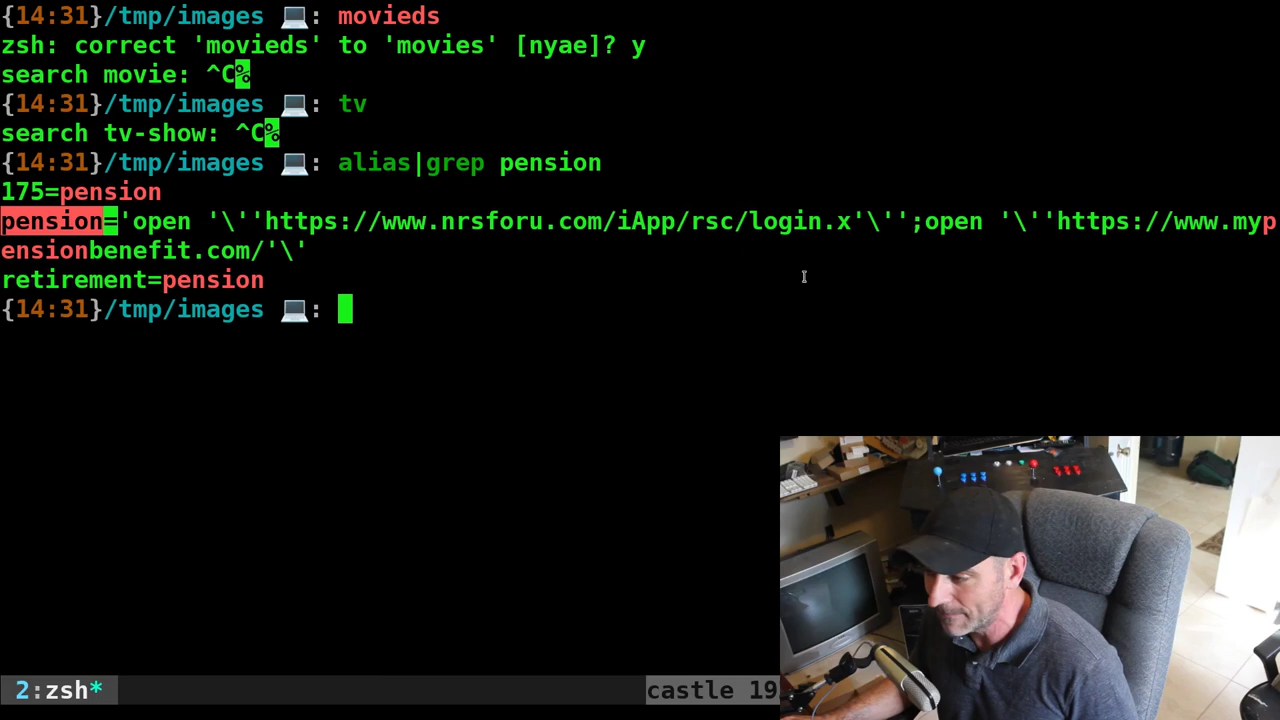 {14:31}/tmp/images 💻: movieds
zsh: correct 'movieds' to 'movies' [nyae]? y
search movie: ^C%
{14:31}/tmp/images 💻: tv
search tv-show: ^C%
{14:31}/tmp/images 💻: alias|grep pension
175=pension
pension='open '\''https://www.nrsforu.com/iApp/rsc/login.x'\'';open '\''https://www.myp
ensionbenefit.com/'\'
retirement=pension
{14:31}/tmp/images 💻:
2:zsh*
castle 19